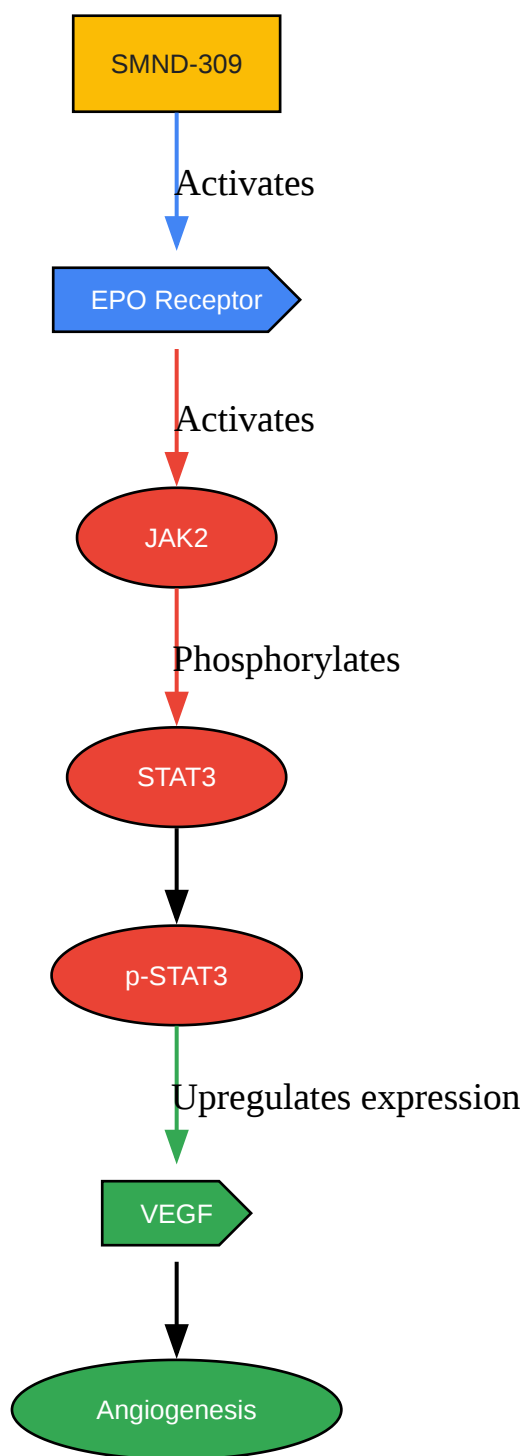 SMND-309
Activates
EPO Receptor
Activates
JAK2
Phosphorylates
STAT3
p-STAT3
Upregulates expression
VEGF
Angiogenesis